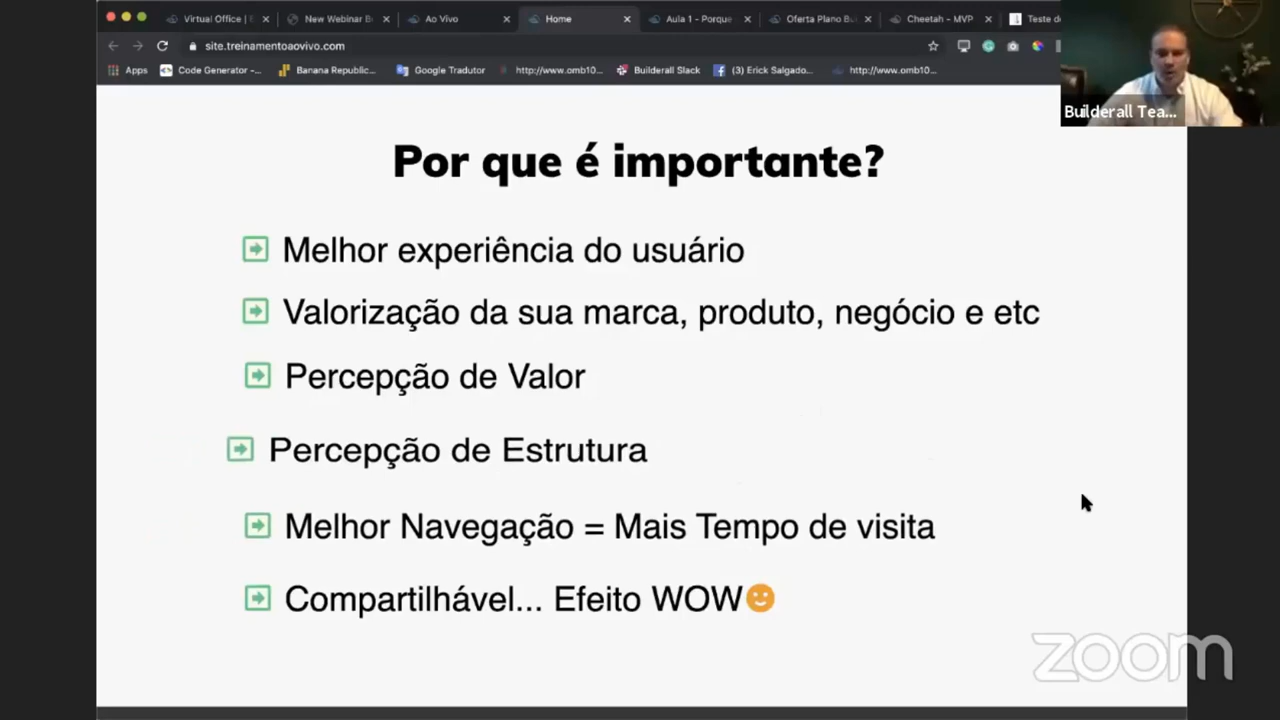 Virtual Office |
New Webinar B
Ao Vivo
Home
Aula 1 - Porque
Oferta Plano Bu
Cheetah - MVP
Teste d
site.treinamentoaovivo.com
Apps
Code Generator -...
Banana Republic...
Google Tradutor
http://www.omb10...
Builderall Slack
(3) Erick Salgado...
http://www.omb10...
Builderall Tea...
Por que é importante?
Melhor experiência do usuário
Valorização da sua marca, produto, negócio e etc
Percepção de Valor
Percepção de Estrutura
Melhor Navegação = Mais Tempo de visita
Compartilhável... Efeito WOW
zoom